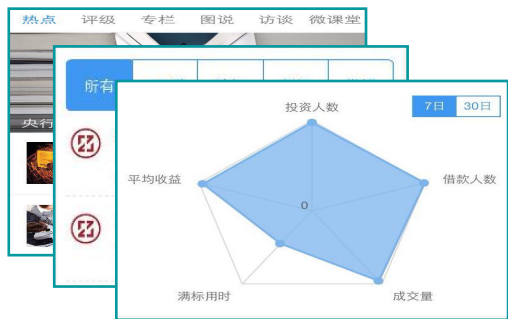 热点 评级 专栏 图说 访谈 微课堂
央行
所有
7日 30日
投资人数
平均收益
借款人数
0
满标用时
成交量